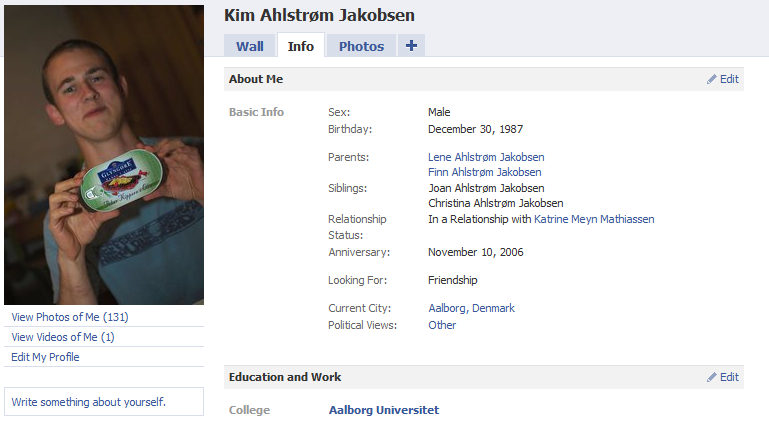 Kim Ahlstrøm Jakobsen
Wall Info Photos +
About Me Edit
Basic Info Sex: Male
Birthday: December 30, 1987
Parents: Lene Ahlstrøm Jakobsen
Finn Ahlstrøm Jakobsen
Siblings: Joan Ahlstrøm Jakobsen
Christina Ahlstrøm Jakobsen
Relationship Status: In a Relationship with Katrine Meyn Mathiassen
Anniversary: November 10, 2006
Looking For: Friendship
Current City: Aalborg, Denmark
Political Views: Other
Education and Work Edit
College Aalborg Universitet
GLYNGØRE
View Photos of Me (131)
View Videos of Me (1)
Edit My Profile
Write something about yourself.